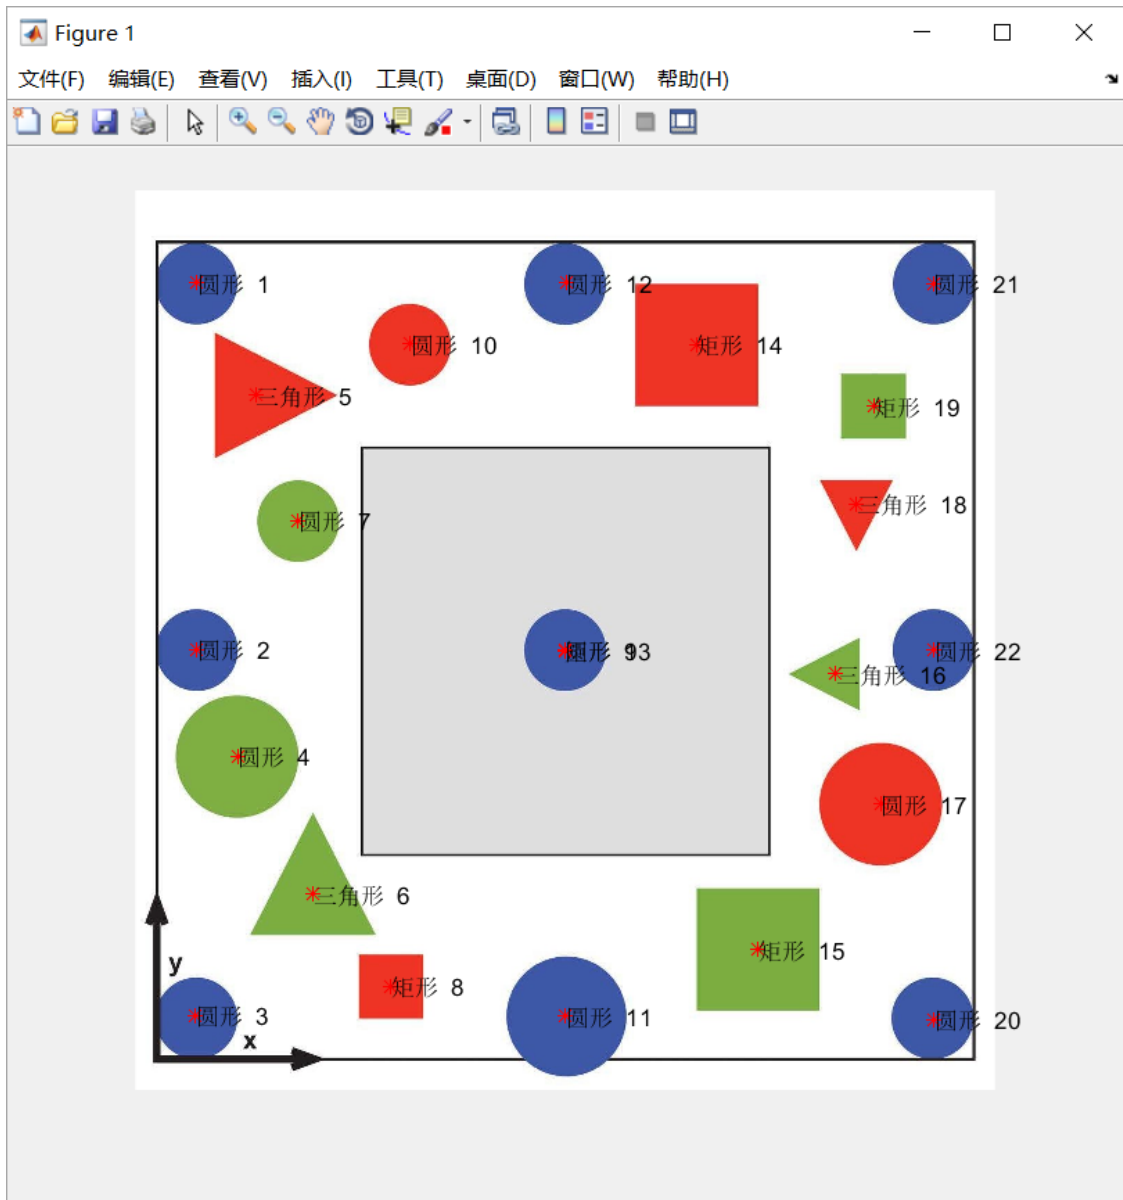 Figure 1
文件(F) 编辑(E) 查看(V) 插入(I) 工具(T) 桌面(D) 窗口(W) 帮助(H)
圆形 1
圆形 12
圆形 21
圆形 10
矩形 14
三角形 5
矩形 19
三角形 18
圆形 7
圆形 2
圆形 22
三角形 16
圆形 4
圆形 17
三角形 6
矩形 15
y
矩形 8
圆形 3
圆形 11
圆形 20
x